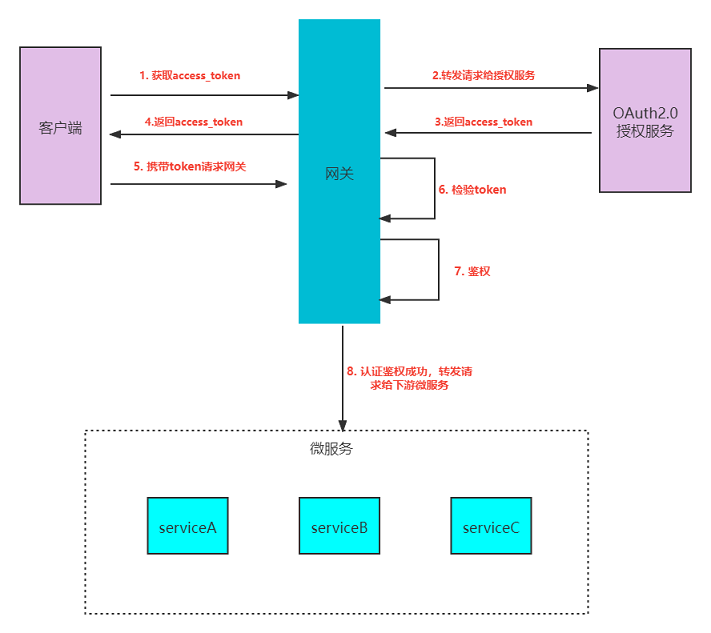 1. 获取access_token
2.转发请求给授权服务
客户端
4.返回access_token
3.返回access_token
OAuth2.0
授权服务
5. 携带token请求网关
网关
6. 检验token
7. 鉴权
8. 认证鉴权成功，转发请
求给下游微服务
微服务
serviceA
serviceB
serviceC